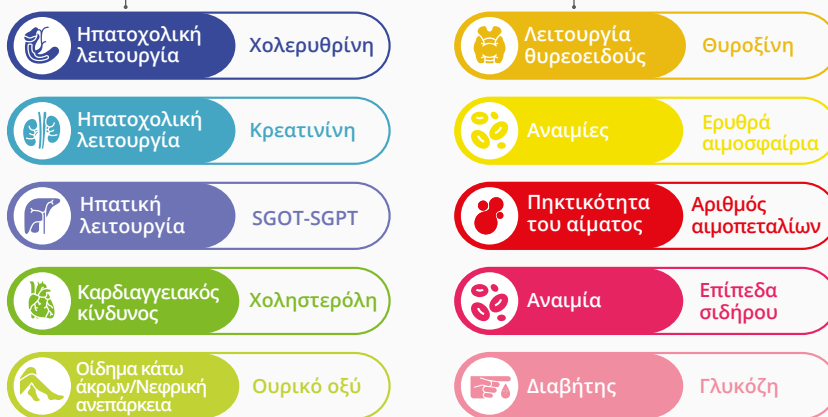 Ηπατοχολική
λειτουργία
Χολερυθρίνη
Ηπατοχολική
λειτουργία
Κρεατινίνη
Ηπατική
λειτουργία
SGOT-SGPT
Καρδιαγγειακός
κίνδυνος
Χοληστερόλη
Οίδημα κάτω
άκρων/Νεφρική
ανεπάρκεια
Ουρικό οξύ
Λειτουργία
θυρεοειδούς
Θυροξίνη
Αναιμίες
Ερυθρά
αιμοσφαίρια
Πηκτικότητα
του αίματος
Αριθμός
αιμοπεταλίων
Αναιμία
Επίπεδα
σιδήρου
Διαβήτης
Γλυκόζη